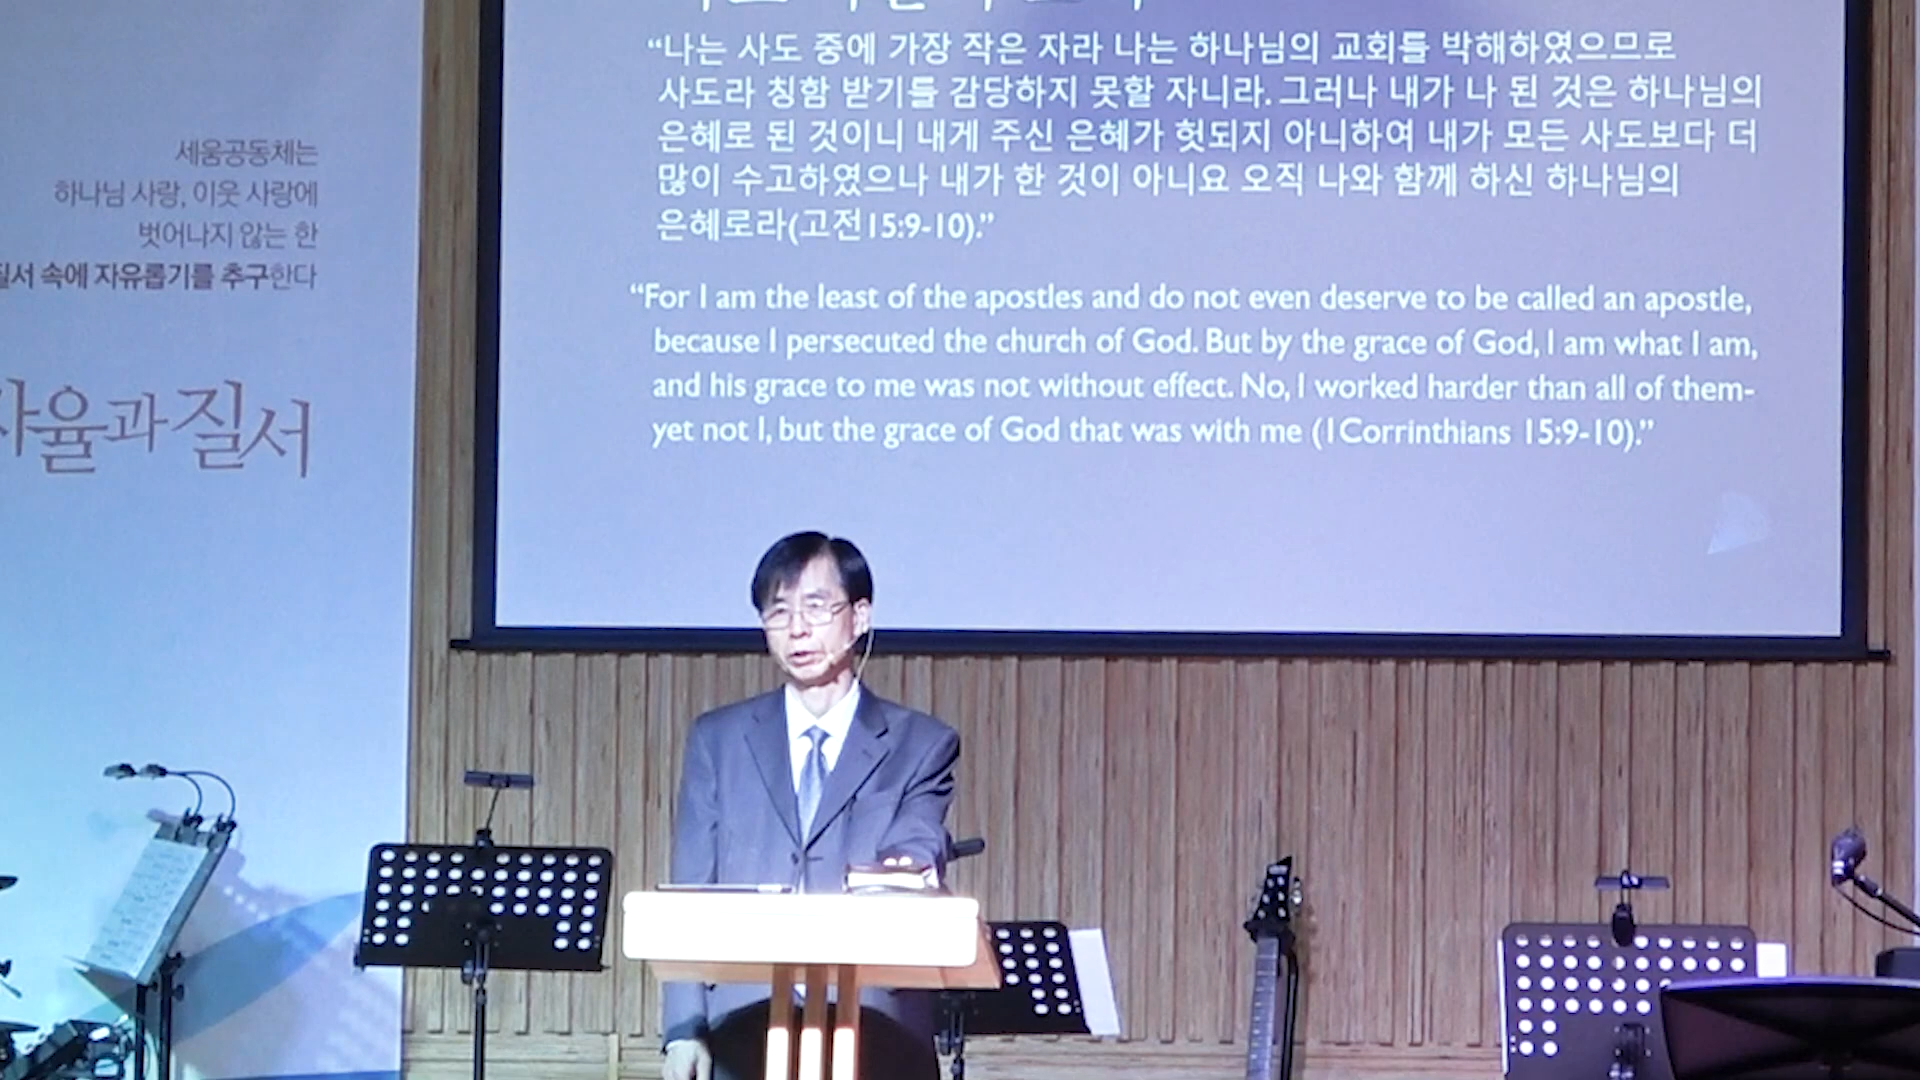 세움공동체는
하나님 사랑, 이웃 사랑에
벗어나지 않는 한
질서 속에 자유롭기를 추구한다
자율과 질서
“나는 사도 중에 가장 작은 자라 나는 하나님의 교회를 박해하였으므로
사도라 칭함 받기를 감당하지 못할 자니라. 그러나 내가 나 된 것은 하나님의
은혜로 된 것이니 내게 주신 은혜가 헛되지 아니하여 내가 모든 사도보다 더
많이 수고하였으나 내가 한 것이 아니요 오직 나와 함께 하신 하나님의
은혜로라(고전15:9-10).”
“For I am the least of the apostles and do not even deserve to be called an apostle,
because I persecuted the church of God. But by the grace of God, I am what I am,
and his grace to me was not without effect. No, I worked harder than all of them-
yet not I, but the grace of God that was with me (1Corrinthians 15:9-10).”